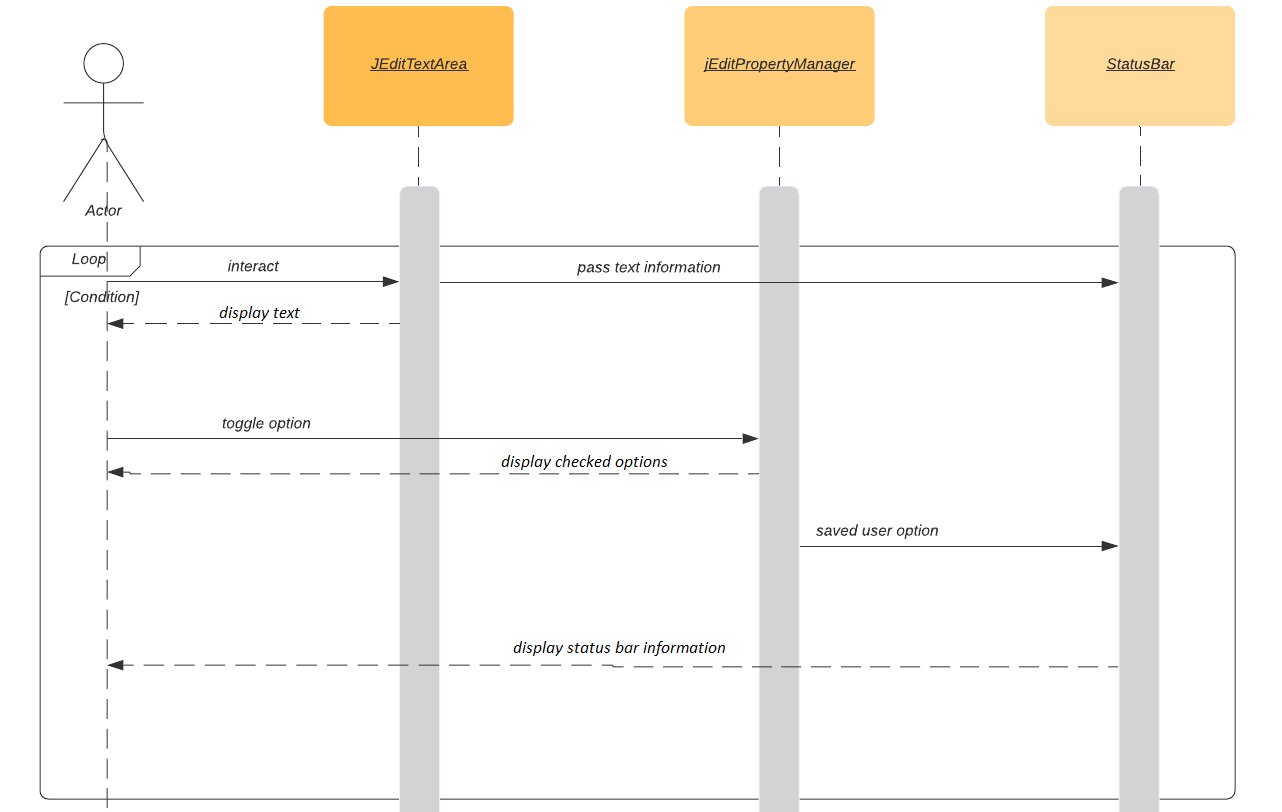 JEditTextArea
jEditPropertyManager
StatusBar
Actor
Loop
interact
pass text information
[Condition]
display text
toggle option
display checked options
saved user option
display status bar information